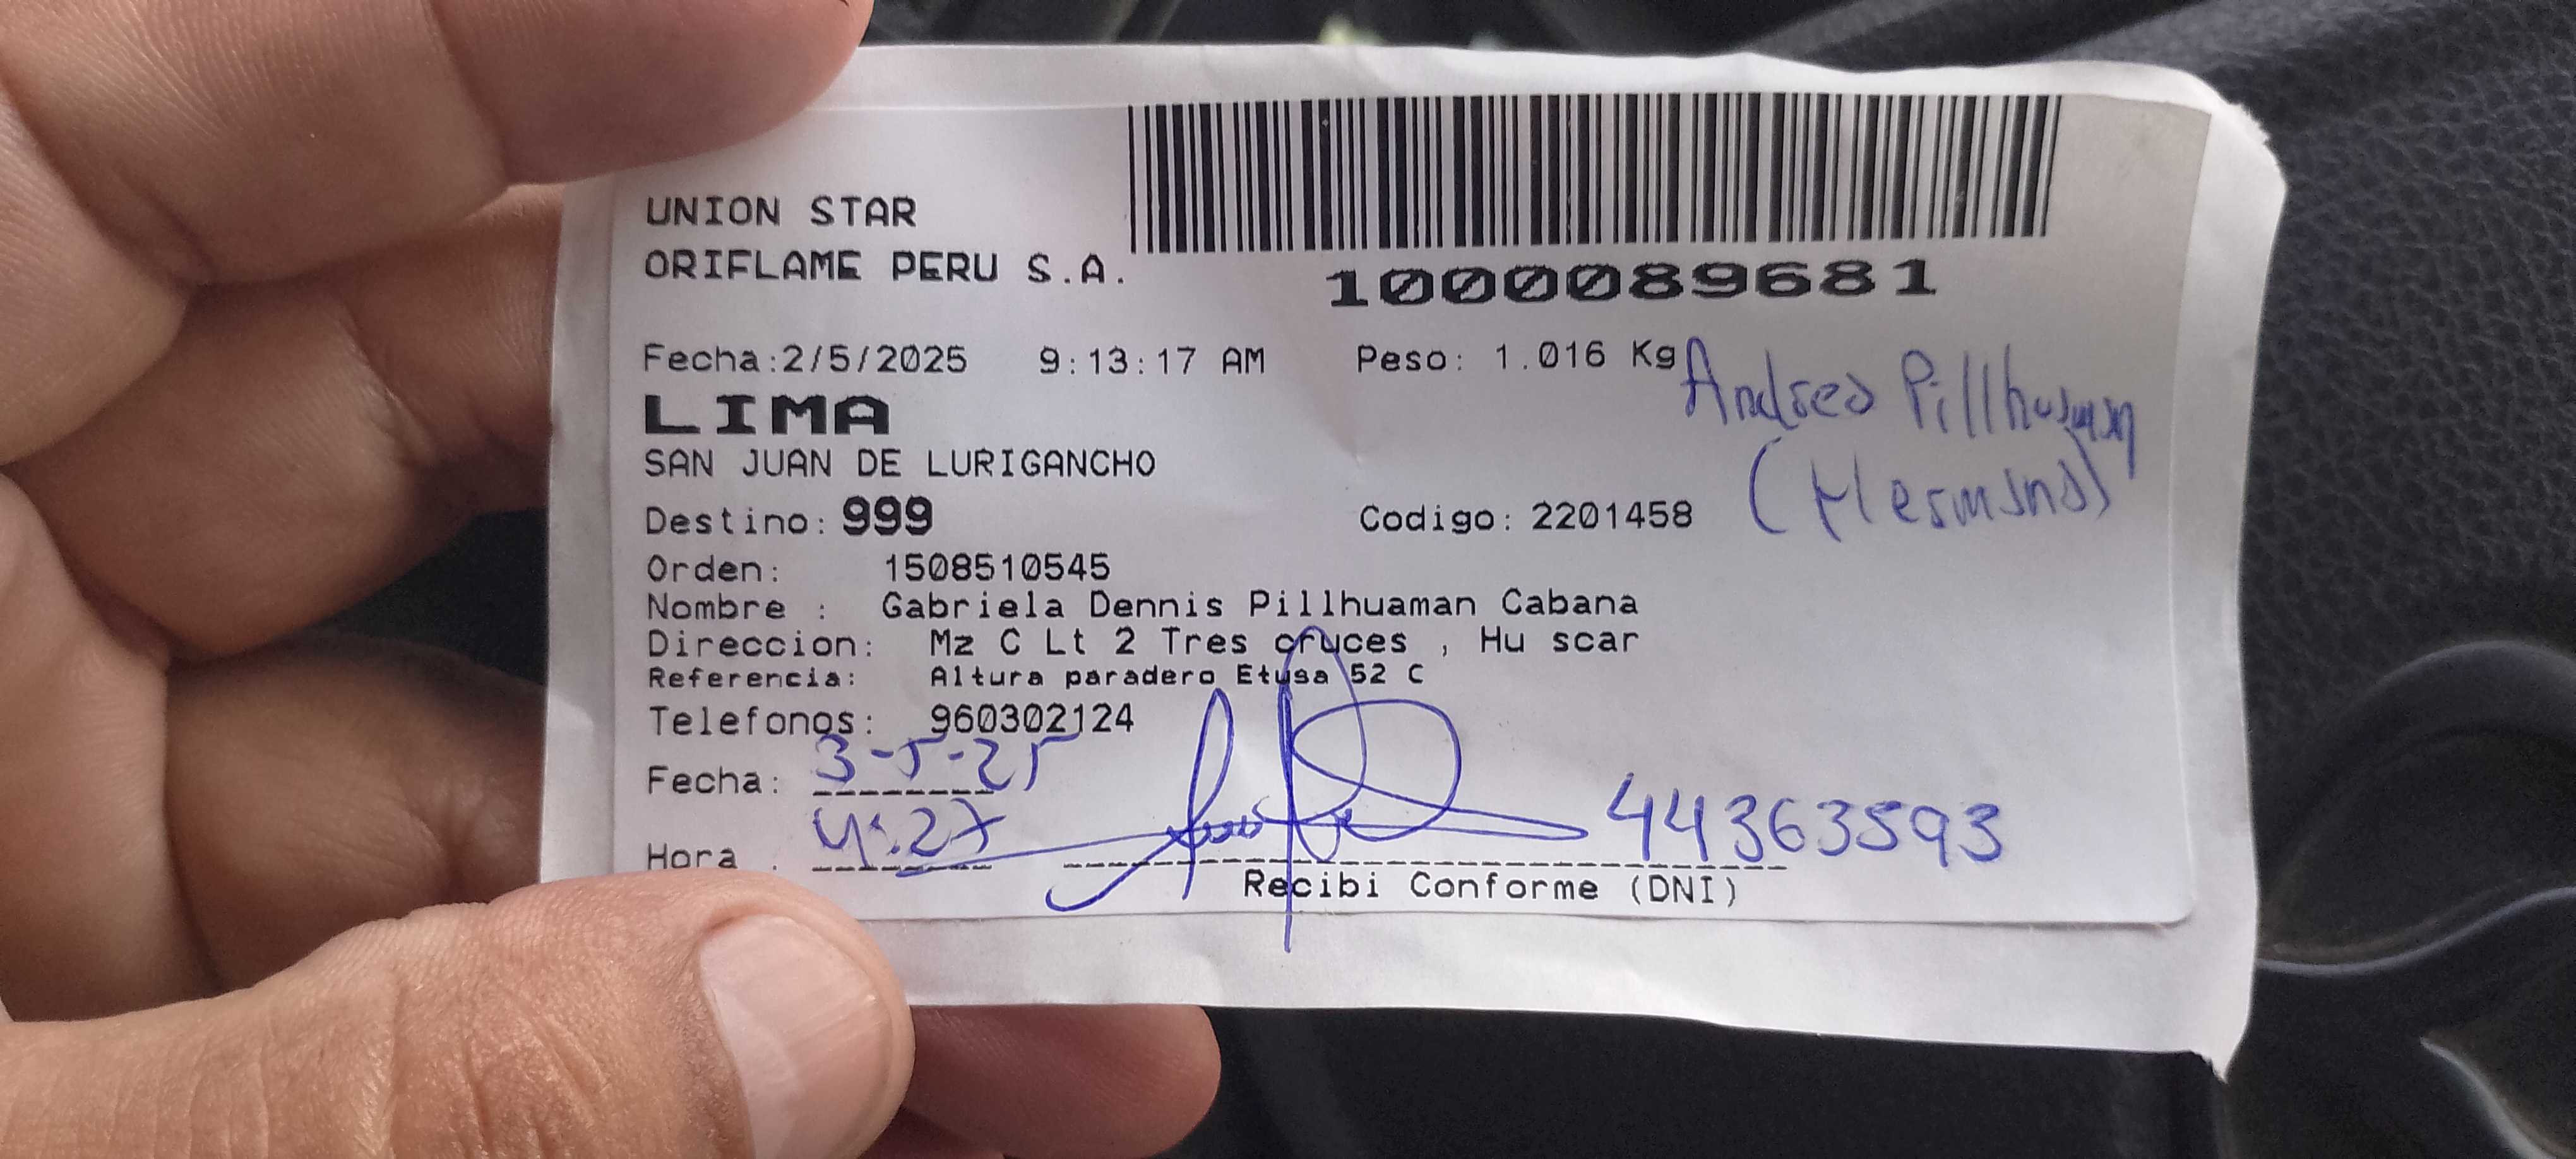 UNION STAR
ORIFLAME PERU S.A.
1000089681
Fecha:2/5/2025 9:13:17 AM Peso: 1.016 Kg
Andres Pillhuaman
(Hermano)
LIMA
SAN JUAN DE LURIGANCHO
Destino: 999 Codigo: 2201458
Orden: 1508510545
Nombre : Gabriela Dennis Pillhuaman Cabana
Direccion: Mz C Lt 2 Tres cruces , Hu scar
Referencia: Altura paradero Etusa 52 C
Telefonos: 960302124
Fecha: 3-5-25
Hora : 4:27 44363593
Recibi Conforme (DNI)